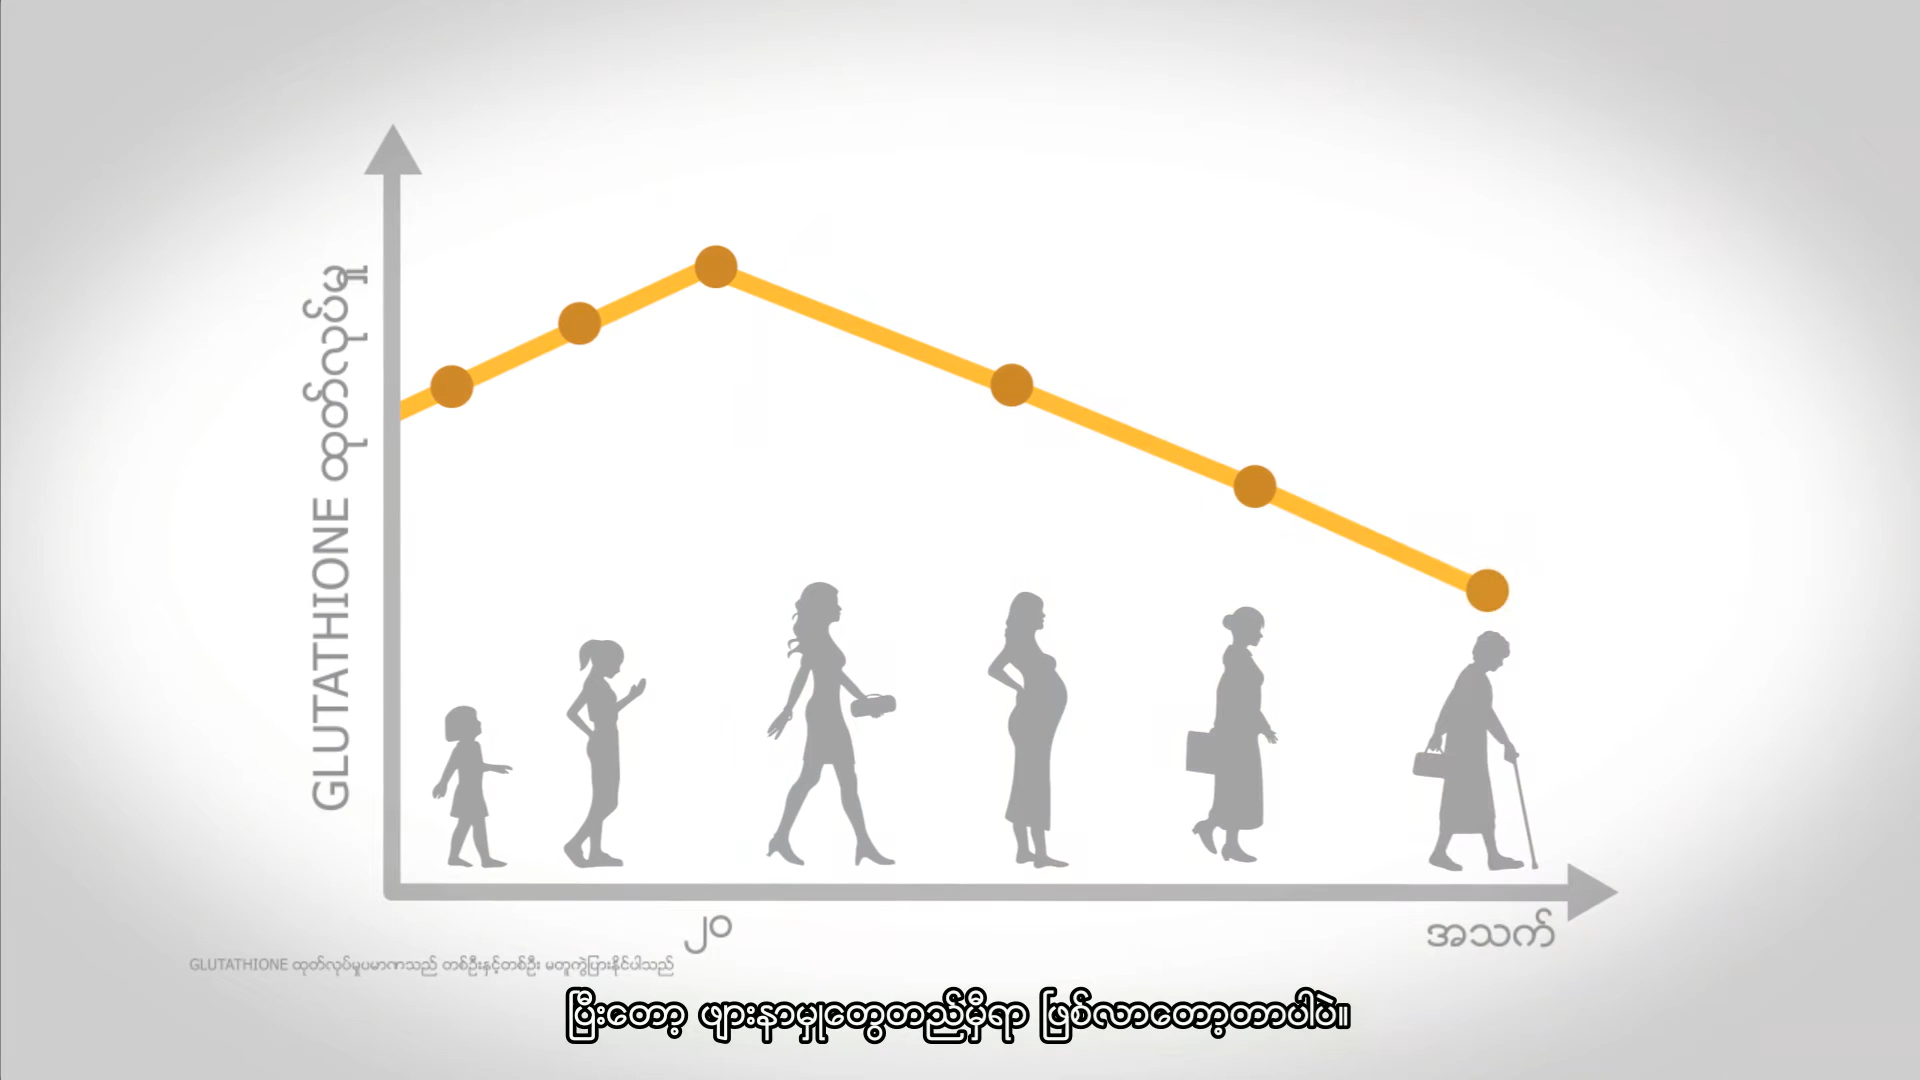 GLUTATHIONE ထုတ်လုပ်မှု
၂၀
အသက်
GLUTATHIONE ထုတ်လုပ်မှုပမာဏသည် တစ်ဦးနှင့်တစ်ဦး မတူကွဲပြားနိုင်ပါသည်
ပြီးတော့ ဖျားနာမှုတွေတည်မှီရာ ဖြစ်လာတော့တာပါပဲ။